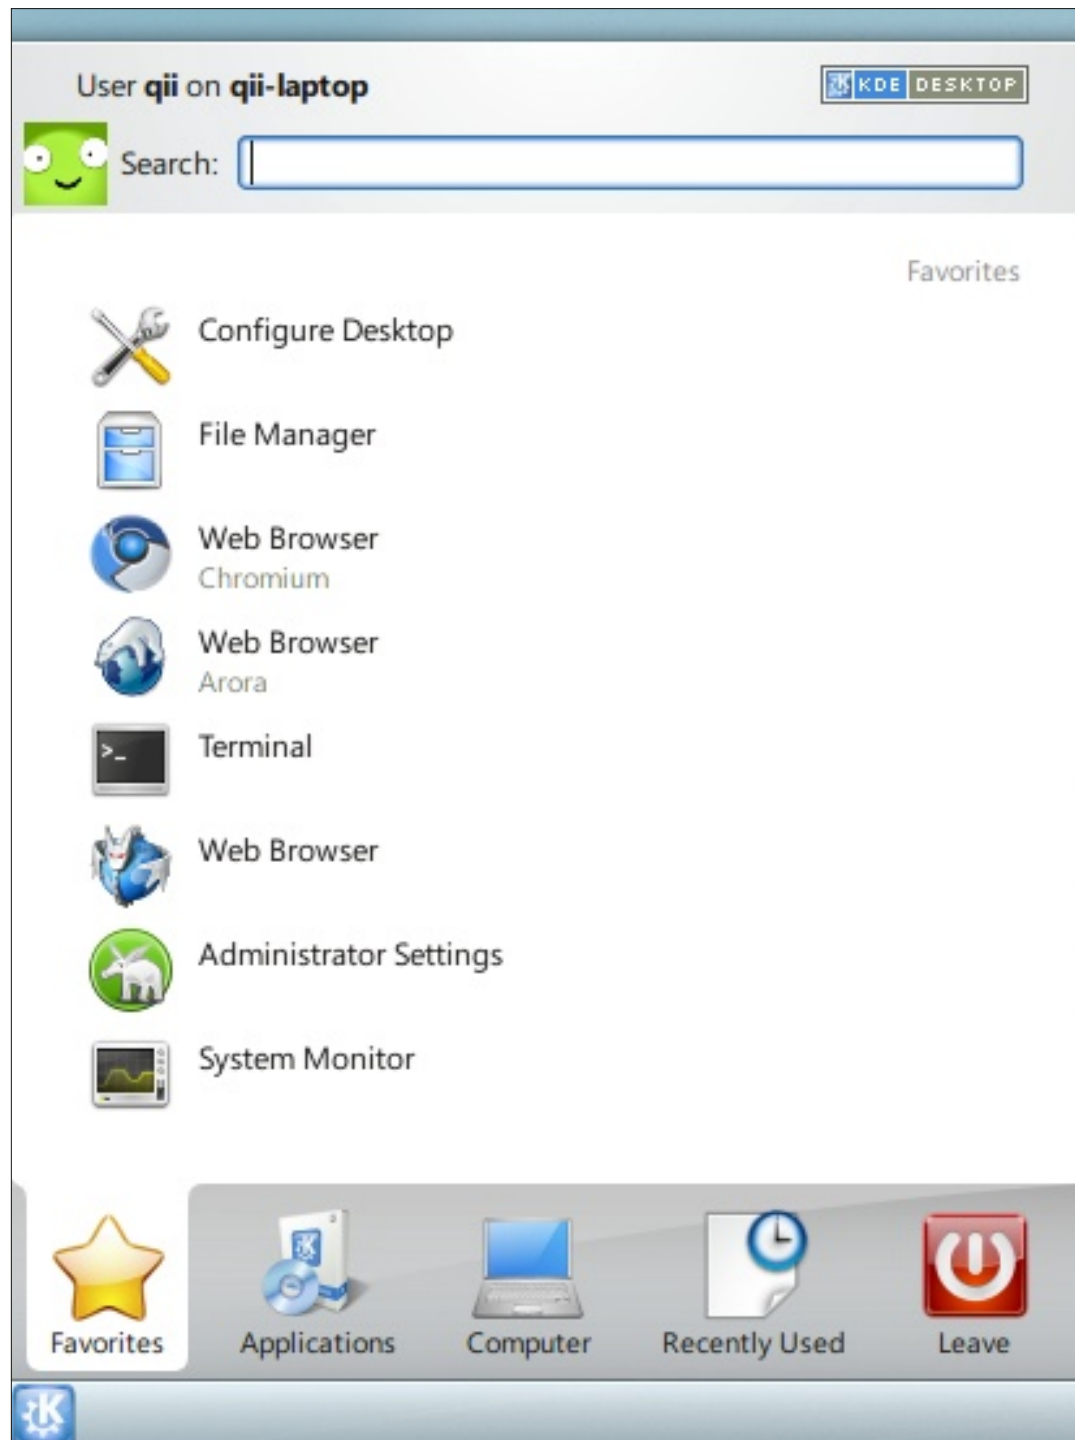 User qii on qii-laptop
KDE DESKTOP
Search:
Favorites
Configure Desktop
File Manager
Web Browser
Chromium
Web Browser
Arora
>_
Terminal
Web Browser
Administrator Settings
System Monitor
Favorites
Applications
Computer
Recently Used
Leave
K